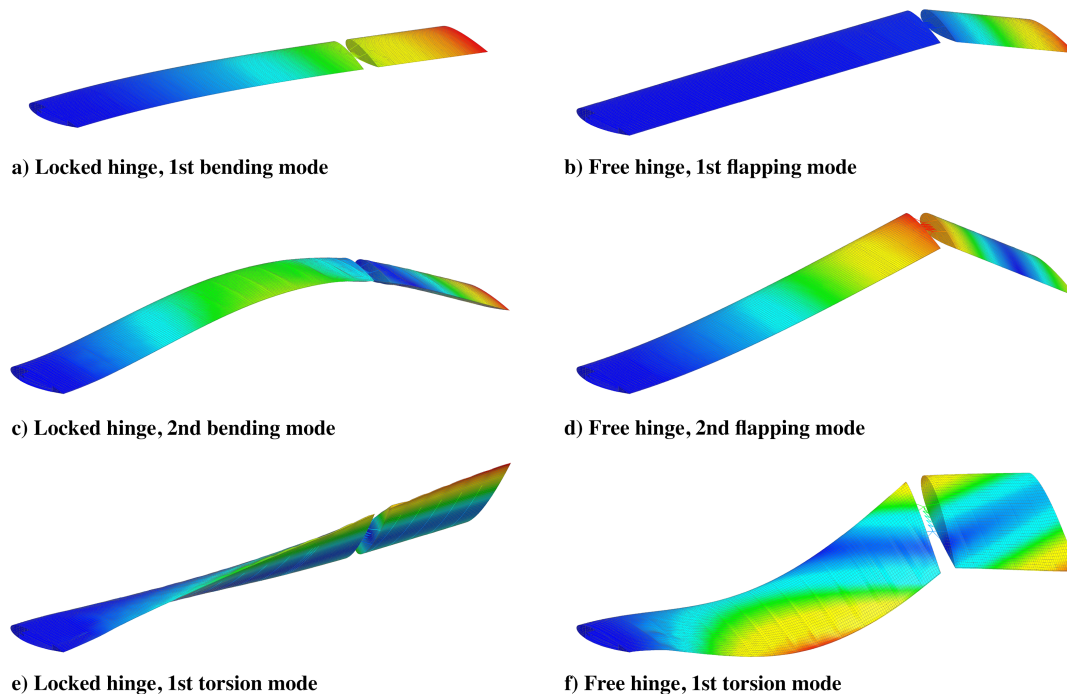 a) Locked hinge, 1st bending mode
b) Free hinge, 1st flapping mode
c) Locked hinge, 2nd bending mode
d) Free hinge, 2nd flapping mode
e) Locked hinge, 1st torsion mode
f) Free hinge, 1st torsion mode